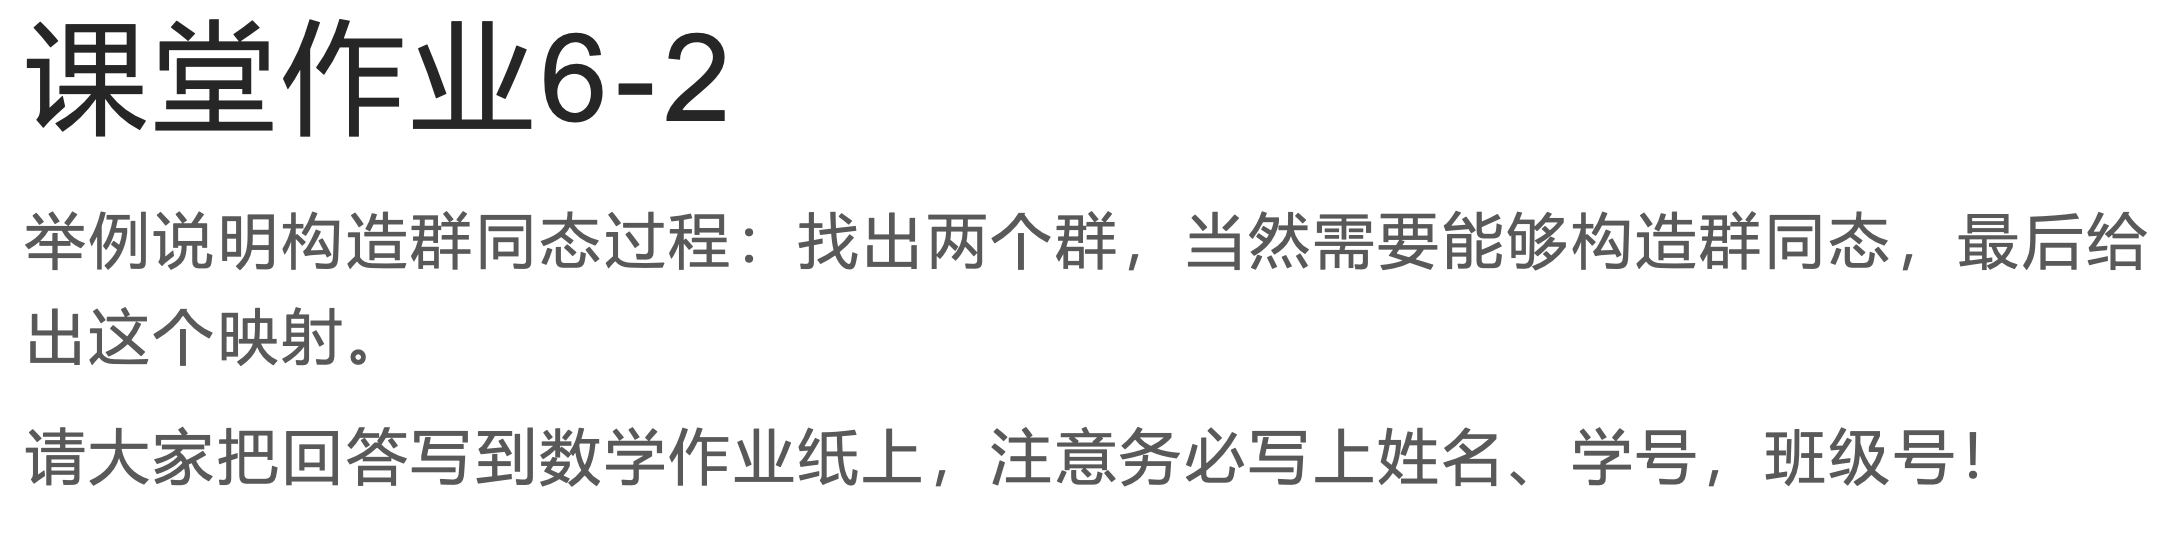 课堂作业6-2
举例说明构造群同态过程：找出两个群，当然需要能够构造群同态，最后给
出这个映射。
请大家把回答写到数学作业纸上，注意务必写上姓名、学号，班级号！